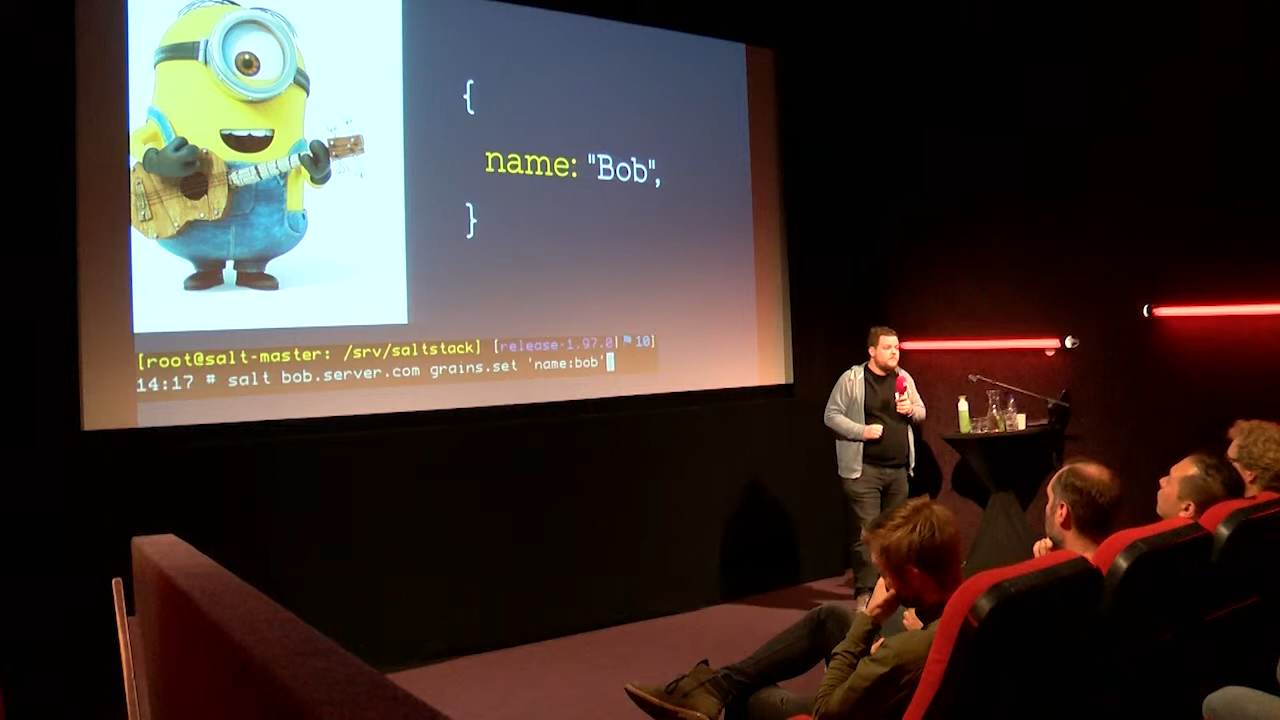 {
name: "Bob",
}
[root@salt-master: /srv/saltstack] [release-1.97.0|⚑10]
14:17 # salt bob.server.com grains.set 'name:bob'